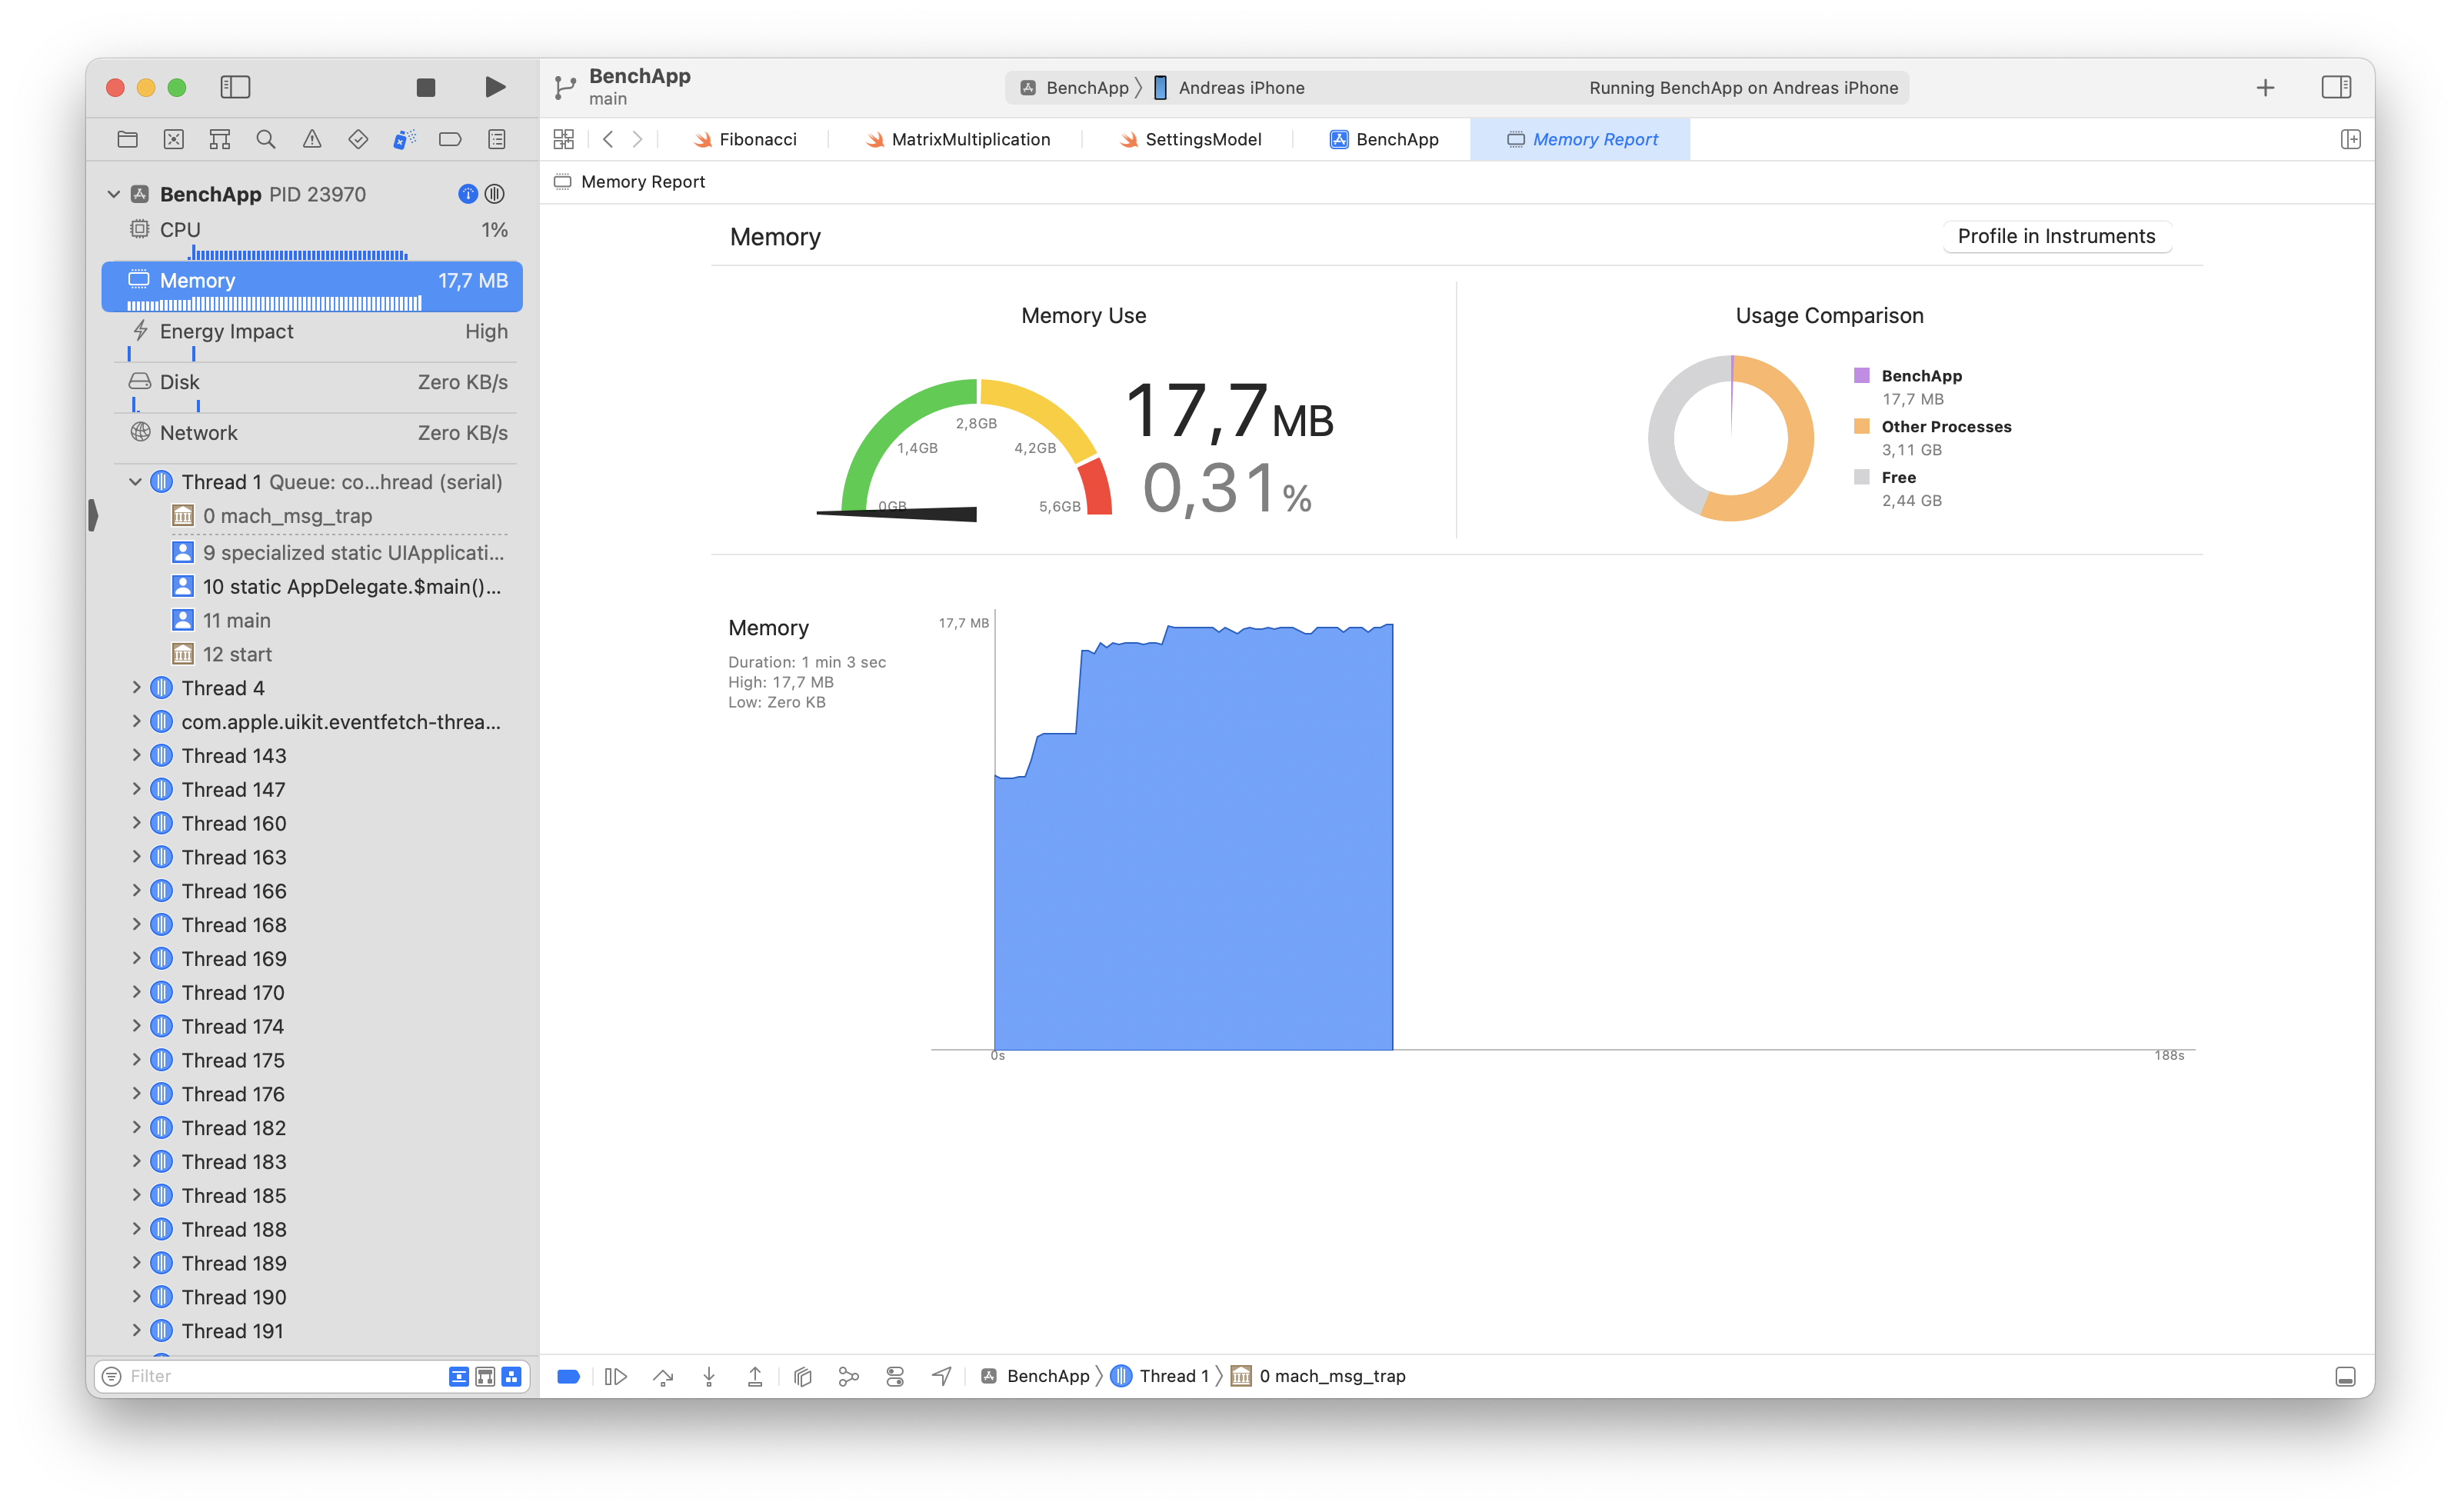 BenchApp
main
BenchApp
Andreas iPhone
Running BenchApp on Andreas iPhone
Fibonacci
MatrixMultiplication
SettingsModel
BenchApp
Memory Report
Memory Report
BenchApp PID 23970
CPU 1%
Memory 17,7 MB
Energy Impact High
Disk Zero KB/s
Network Zero KB/s
Thread 1 Queue: co...hread (serial)
0 mach_msg_trap
9 specialized static UIApplicati...
10 static AppDelegate.$main()...
11 main
12 start
Thread 4
com.apple.uikit.eventfetch-threa...
Thread 143
Thread 147
Thread 160
Thread 163
Thread 166
Thread 168
Thread 169
Thread 170
Thread 174
Thread 175
Thread 176
Thread 182
Thread 183
Thread 185
Thread 188
Thread 189
Thread 190
Thread 191
Filter
Memory
Profile in Instruments
Memory Use
0GB
1,4GB
2,8GB
4,2GB
5,6GB
17,7 MB
0,31 %
Usage Comparison
BenchApp
17,7 MB
Other Processes
3,11 GB
Free
2,44 GB
Memory
Duration: 1 min 3 sec
High: 17,7 MB
Low: Zero KB
17,7 MB
0s
188s
BenchApp
Thread 1
0 mach_msg_trap